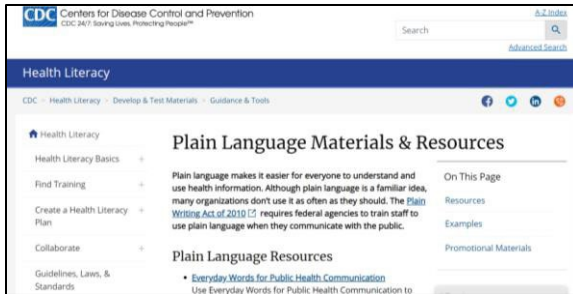 CDC Centers for Disease Control and Prevention
CDC 24/7: Saving Lives, Protecting People™
A-Z Index
Search
Advanced Search
Health Literacy
CDC > Health Literacy > Develop & Test Materials > Guidance & Tools
Health Literacy
Health Literacy Basics +
Find Training +
Create a Health Literacy +
Plan
Collaborate +
Guidelines, Laws, &
Standards
Plain Language Materials & Resources
Plain language makes it easier for everyone to understand and
use health information. Although plain language is a familiar idea,
many organizations don't use it as often as they should. The Plain
Writing Act of 2010 requires federal agencies to train staff to
use plain language when they communicate with the public.
Plain Language Resources
• Everyday Words for Public Health Communication
Use Everyday Words for Public Health Communication to
On This Page
Resources
Examples
Promotional Materials